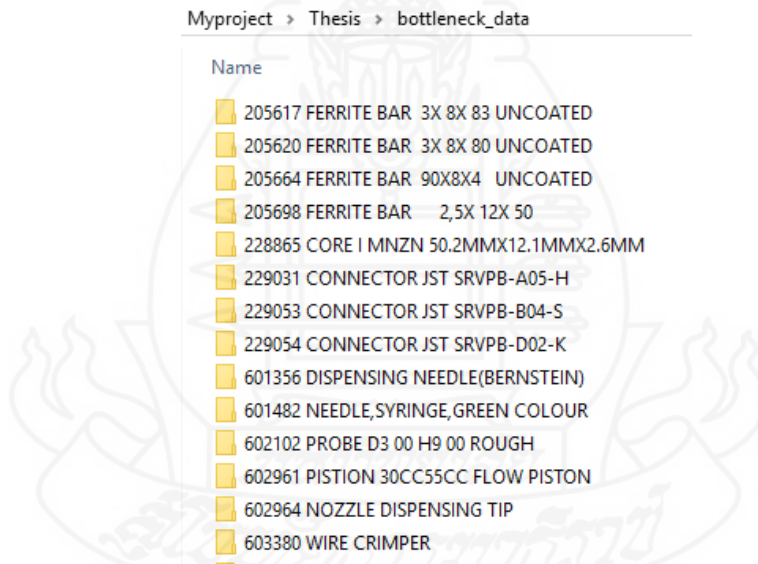 Myproject > Thesis > bottleneck_data
Name
205617 FERRITE BAR 3X 8X 83 UNCOATED
205620 FERRITE BAR 3X 8X 80 UNCOATED
205664 FERRITE BAR 90X8X4 UNCOATED
205698 FERRITE BAR 2,5X 12X 50
228865 CORE I MNZN 50.2MMX12.1MMX2.6MM
229031 CONNECTOR JST SRVPB-A05-H
229053 CONNECTOR JST SRVPB-B04-S
229054 CONNECTOR JST SRVPB-D02-K
601356 DISPENSING NEEDLE(BERNSTEIN)
601482 NEEDLE,SYRINGE,GREEN COLOUR
602102 PROBE D3 00 H9 00 ROUGH
602961 PISTION 30CC55CC FLOW PISTON
602964 NOZZLE DISPENSING TIP
603380 WIRE CRIMPER